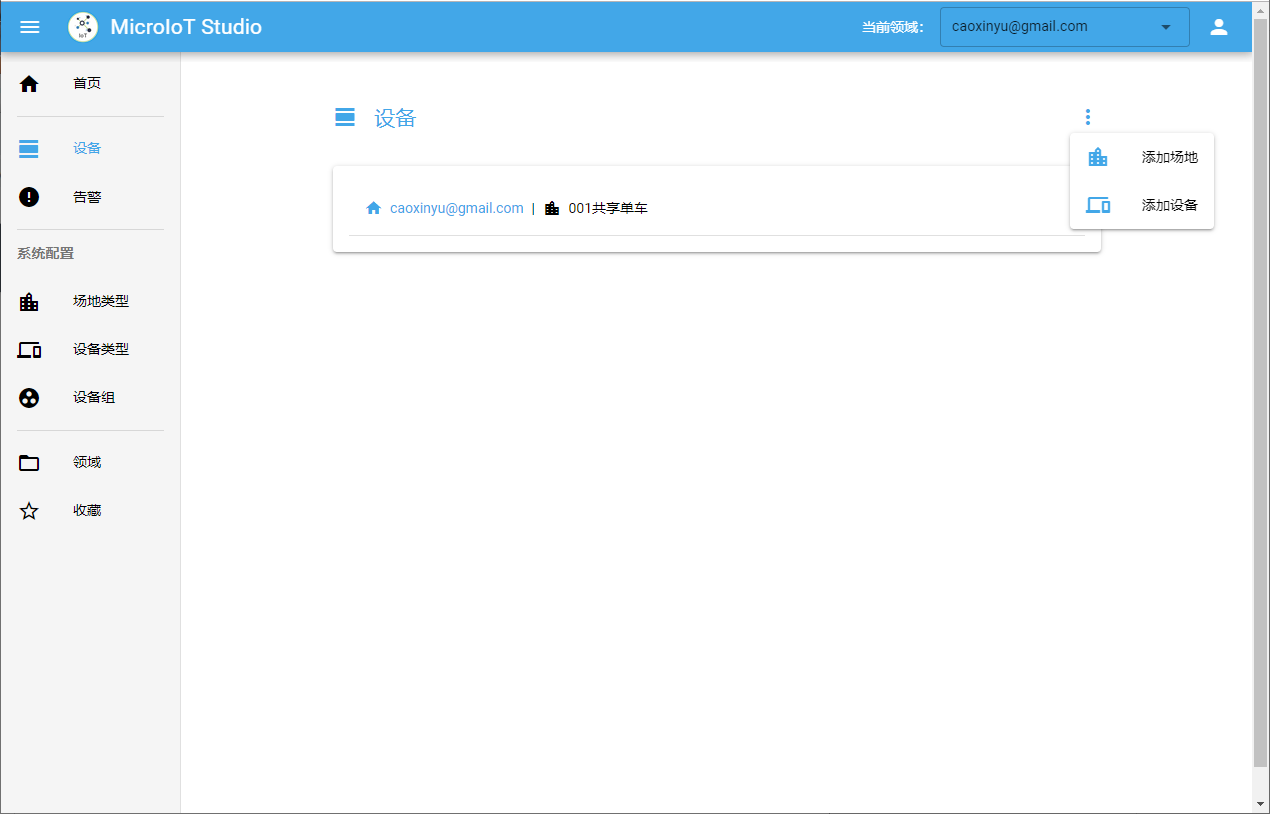 MicroIoT Studio
当前领域：
caoxinyu@gmail.com
首页
设备
告警
系统配置
场地类型
设备类型
设备组
领域
收藏
设备
添加场地
添加设备
caoxinyu@gmail.com | 001共享单车